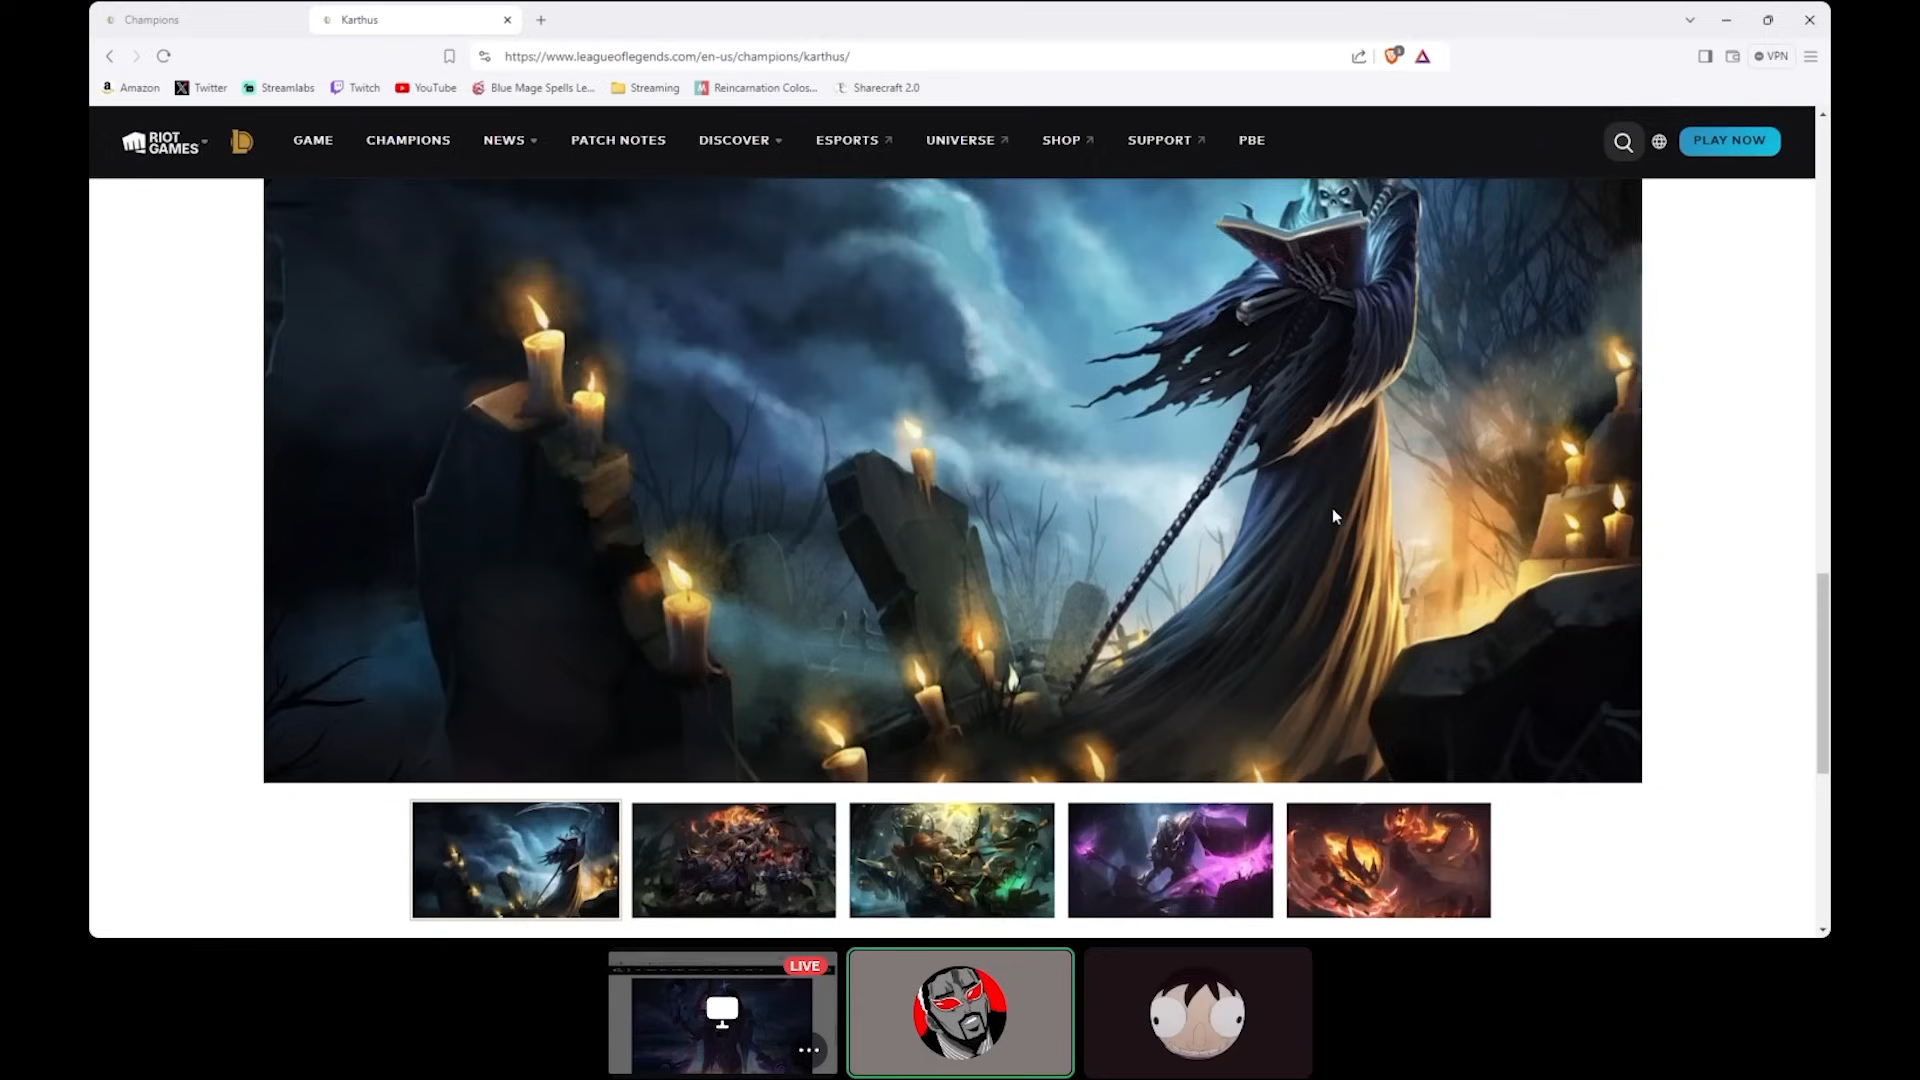 Champions
Karthus
https://www.leagueoflegends.com/en-us/champions/karthus/
VPN
Amazon
Twitter
Streamlabs
Twitch
YouTube
Blue Mage Spells Le...
Streaming
Reincarnation Colos...
Sharecraft 2.0
RIOT
GAMES
GAME
CHAMPIONS
NEWS
PATCH NOTES
DISCOVER
ESPORTS
UNIVERSE
SHOP
SUPPORT
PBE
PLAY NOW
LIVE